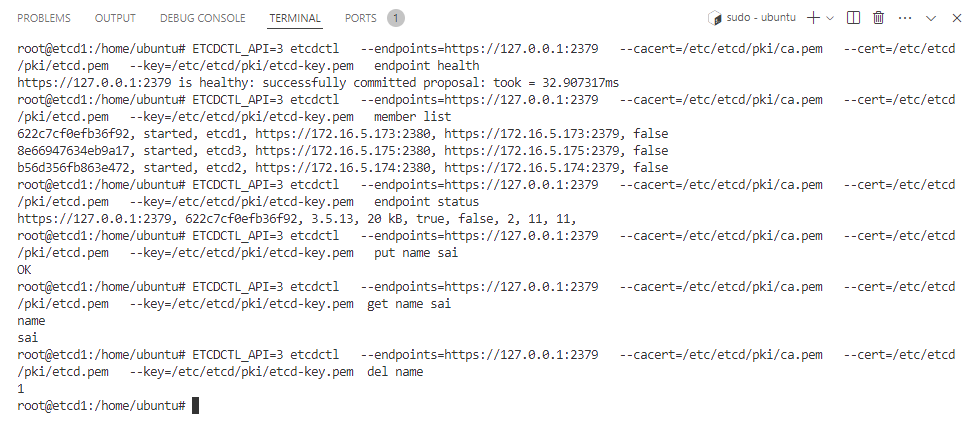 PROBLEMS OUTPUT DEBUG CONSOLE TERMINAL PORTS 1 sudo - ubuntu
root@etcd1:/home/ubuntu# ETCDCTL_API=3 etcdctl   --endpoints=https://127.0.0.1:2379   --cacert=/etc/etcd/pki/ca.pem   --cert=/etc/etcd
/pki/etcd.pem   --key=/etc/etcd/pki/etcd-key.pem   endpoint health
https://127.0.0.1:2379 is healthy: successfully committed proposal: took = 32.907317ms
root@etcd1:/home/ubuntu# ETCDCTL_API=3 etcdctl   --endpoints=https://127.0.0.1:2379   --cacert=/etc/etcd/pki/ca.pem   --cert=/etc/etcd
/pki/etcd.pem   --key=/etc/etcd/pki/etcd-key.pem   member list
622c7cf0efb36f92, started, etcd1, https://172.16.5.173:2380, https://172.16.5.173:2379, false
8e66947634eb9a17, started, etcd3, https://172.16.5.175:2380, https://172.16.5.175:2379, false
b56d356fb863e472, started, etcd2, https://172.16.5.174:2380, https://172.16.5.174:2379, false
root@etcd1:/home/ubuntu# ETCDCTL_API=3 etcdctl   --endpoints=https://127.0.0.1:2379   --cacert=/etc/etcd/pki/ca.pem   --cert=/etc/etcd
/pki/etcd.pem   --key=/etc/etcd/pki/etcd-key.pem   endpoint status
https://127.0.0.1:2379, 622c7cf0efb36f92, 3.5.13, 20 kB, true, false, 2, 11, 11,
root@etcd1:/home/ubuntu# ETCDCTL_API=3 etcdctl   --endpoints=https://127.0.0.1:2379   --cacert=/etc/etcd/pki/ca.pem   --cert=/etc/etcd
/pki/etcd.pem   --key=/etc/etcd/pki/etcd-key.pem   put name sai
OK
root@etcd1:/home/ubuntu# ETCDCTL_API=3 etcdctl   --endpoints=https://127.0.0.1:2379   --cacert=/etc/etcd/pki/ca.pem   --cert=/etc/etcd
/pki/etcd.pem   --key=/etc/etcd/pki/etcd-key.pem  get name sai
name
sai
root@etcd1:/home/ubuntu# ETCDCTL_API=3 etcdctl   --endpoints=https://127.0.0.1:2379   --cacert=/etc/etcd/pki/ca.pem   --cert=/etc/etcd
/pki/etcd.pem   --key=/etc/etcd/pki/etcd-key.pem  del name
1
root@etcd1:/home/ubuntu#